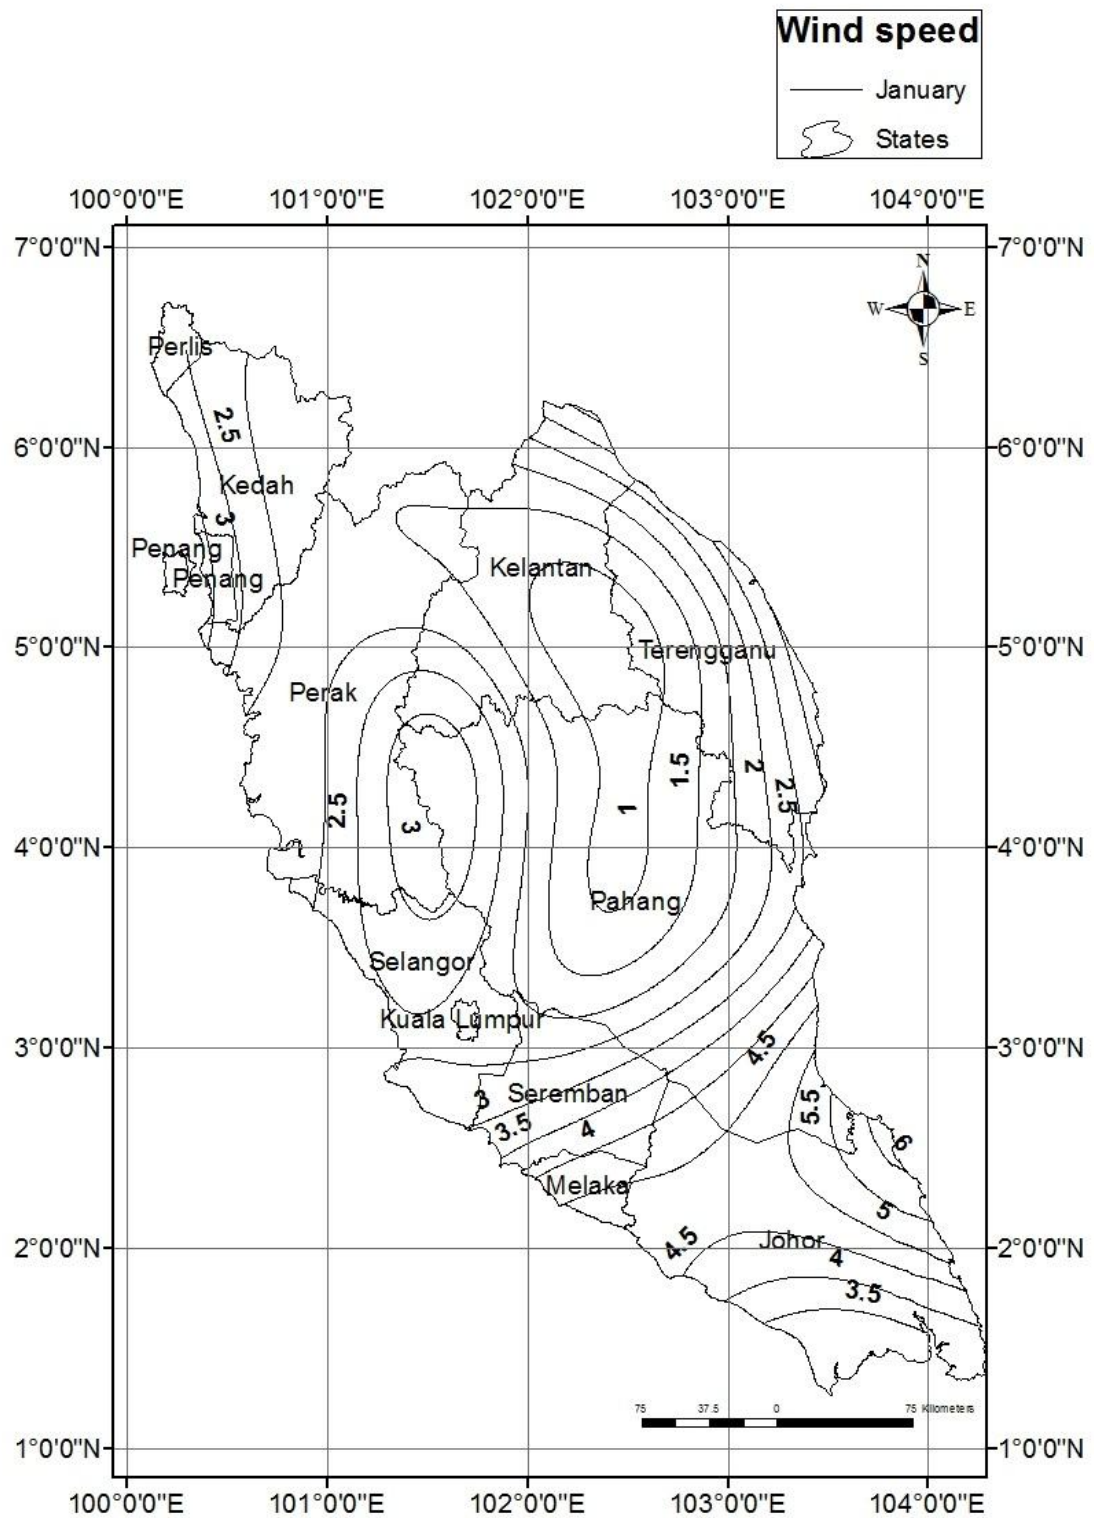 Wind speed
January
States
100°0'0"E 101°0'0"E 102°0'0"E 103°0'0"E 104°0'0"E
7°0'0"N 7°0'0"N
N
W E
S
Perlis
2.5
6°0'0"N 6°0'0"N
Kedah
3
Penang
Kelantan
Penang
5°0'0"N 5°0'0"N
Terengganu
Perak
1.5
2
2.5
2.5
1
3
4°0'0"N 4°0'0"N
Pahang
Selangor
Kuala Lumpur
3°0'0"N 3°0'0"N
4.5
Seremban
3
5.5
3.5
4
6
Melaka
5
2°0'0"N 2°0'0"N
4.5
Johor
4
3.5
75 37.5 0 75 Kilometers
1°0'0"N 1°0'0"N
100°0'0"E 101°0'0"E 102°0'0"E 103°0'0"E 104°0'0"E